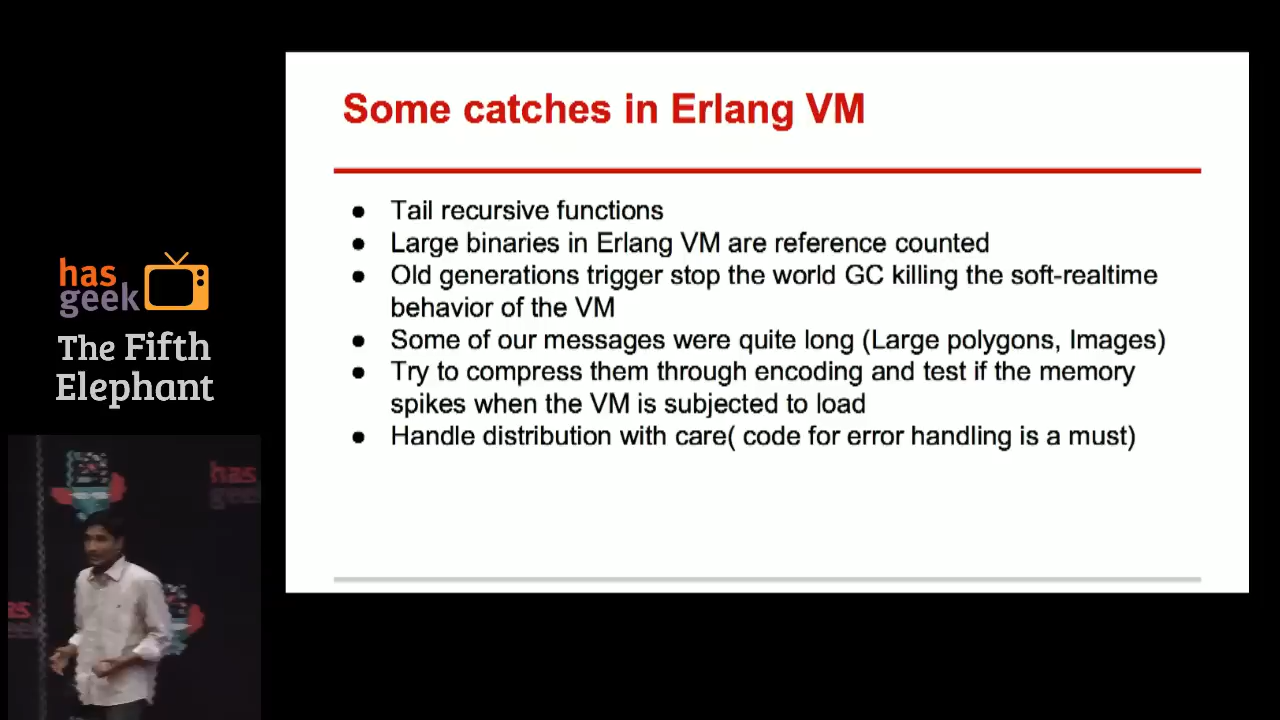 Some catches in Erlang VM
● Tail recursive functions
● Large binaries in Erlang VM are reference counted
● Old generations trigger stop the world GC killing the soft-realtime
behavior of the VM
● Some of our messages were quite long (Large polygons, Images)
● Try to compress them through encoding and test if the memory
spikes when the VM is subjected to load
● Handle distribution with care( code for error handling is a must)
has
geek
The Fifth
Elephant
has
geek